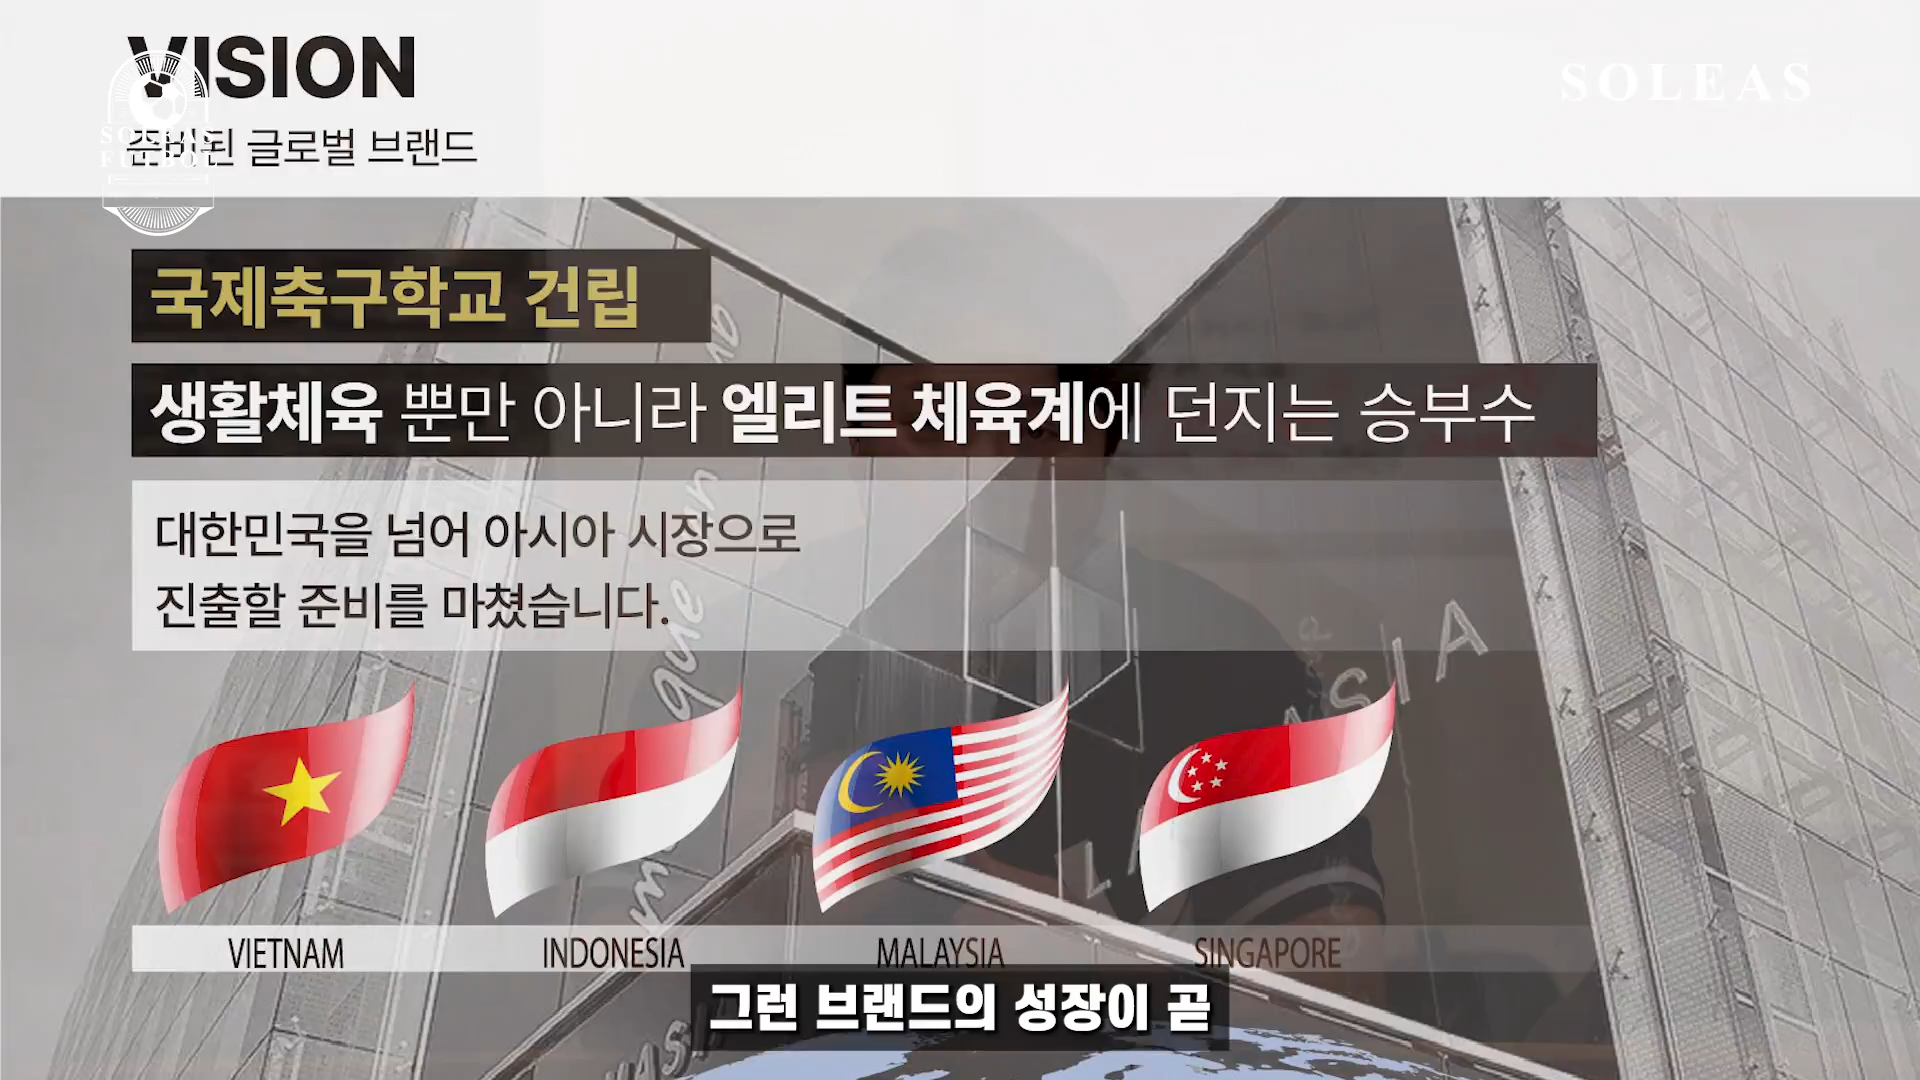 VISION
SOLEAS
준비된 글로벌 브랜드
SOLEAS
FUTBOL
국제축구학교 건립
생활체육 뿐만 아니라 엘리트 체육계에 던지는 승부수
대한민국을 넘어 아시아 시장으로
진출할 준비를 마쳤습니다.
VIETNAM
INDONESIA
MALAYSIA
SINGAPORE
그런 브랜드의 성장이 곧